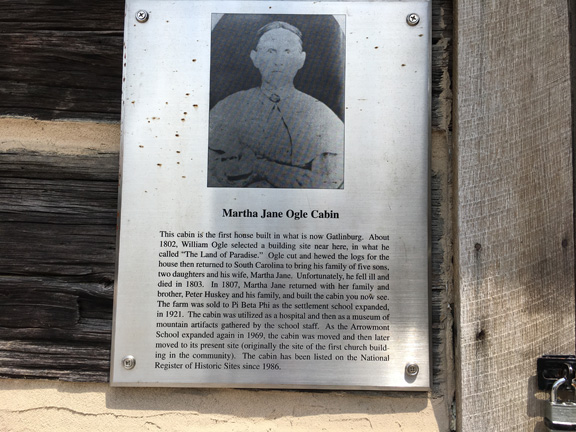 Martha Jane Ogle Cabin
This cabin is the first house built in what is now Gatlinburg. About
1802, William Ogle selected a building site near here, in what he
called "The Land of Paradise." Ogle cut and hewed the logs for the
house then returned to South Carolina to bring his family of five sons,
two daughters and his wife, Martha Jane. Unfortunately, he fell ill and
died in 1803. In 1807, Martha Jane returned with her family and
brother, Peter Huskey and his family, and built the cabin you now see.
The farm was sold to Pi Beta Phi as the settlement school expanded,
in 1921. The cabin was utilized as a hospital and then as a museum of
mountain artifacts gathered by the school staff. As the Arrowmont
School expanded again in 1969, the cabin was moved and then later
moved to its present site (originally the site of the first church build-
ing in the community). The cabin has been listed on the National
Register of Historic Sites since 1986.